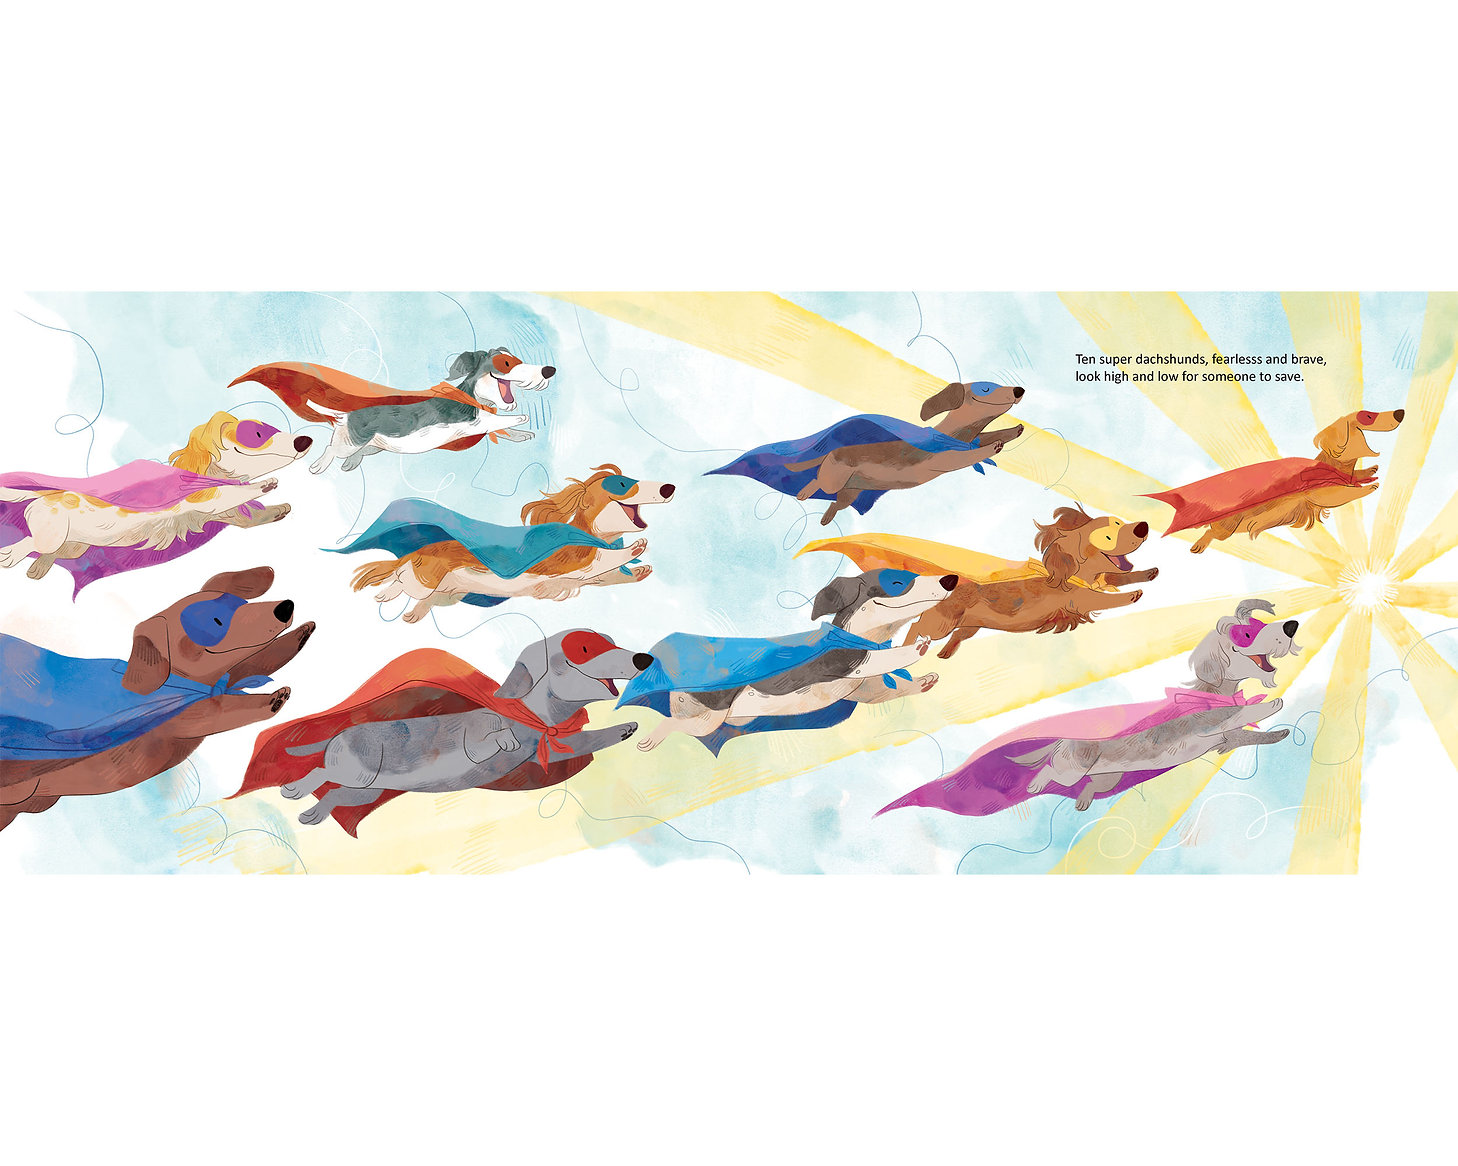 Ten super dachshunds, fearlesss and brave,
look high and low for someone to save.